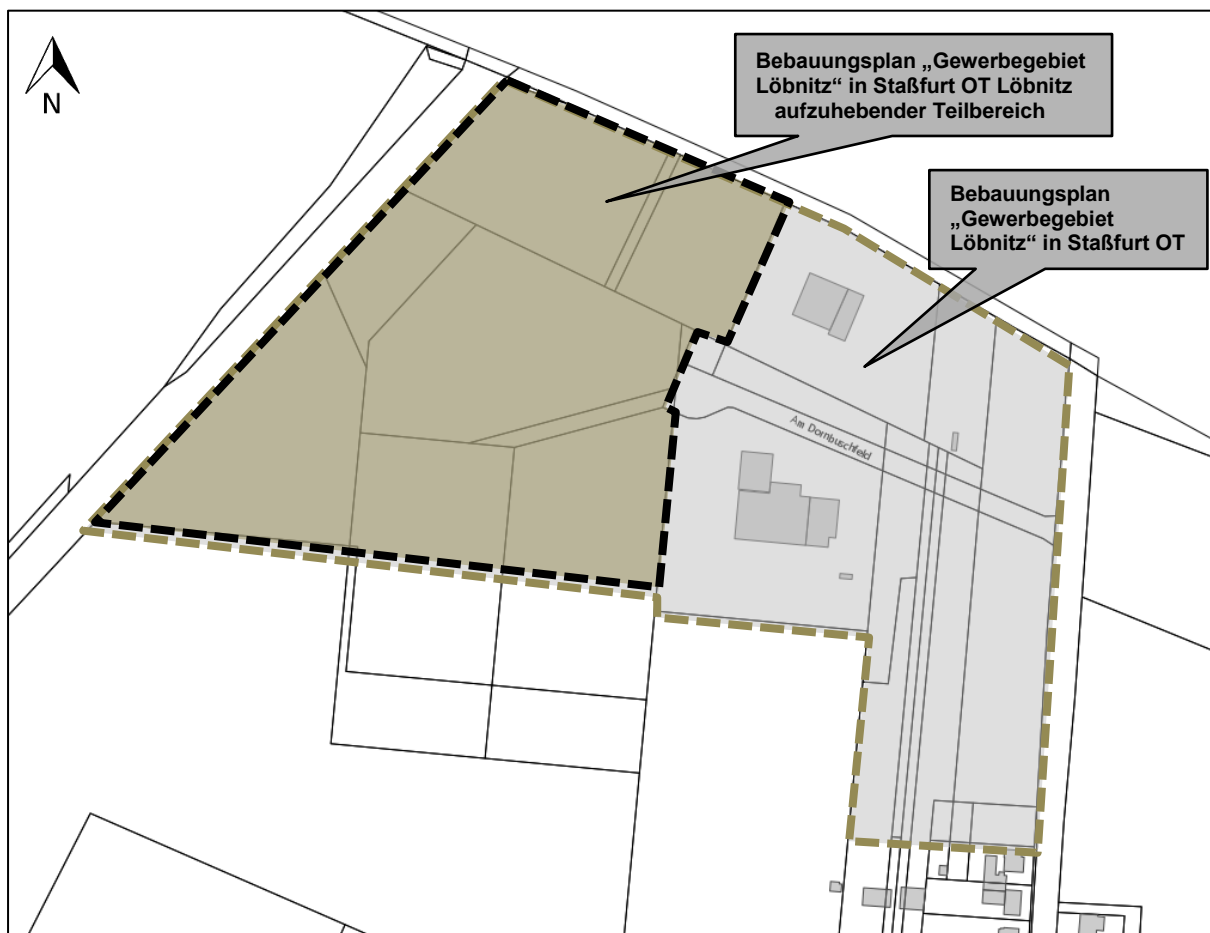 N
Bebauungsplan „Gewerbegebiet
Löbnitz“ in Staßfurt OT Löbnitz
aufzuhebender Teilbereich
Bebauungsplan
„Gewerbegebiet
Löbnitz“ in Staßfurt OT
Am Dornbuschfeld